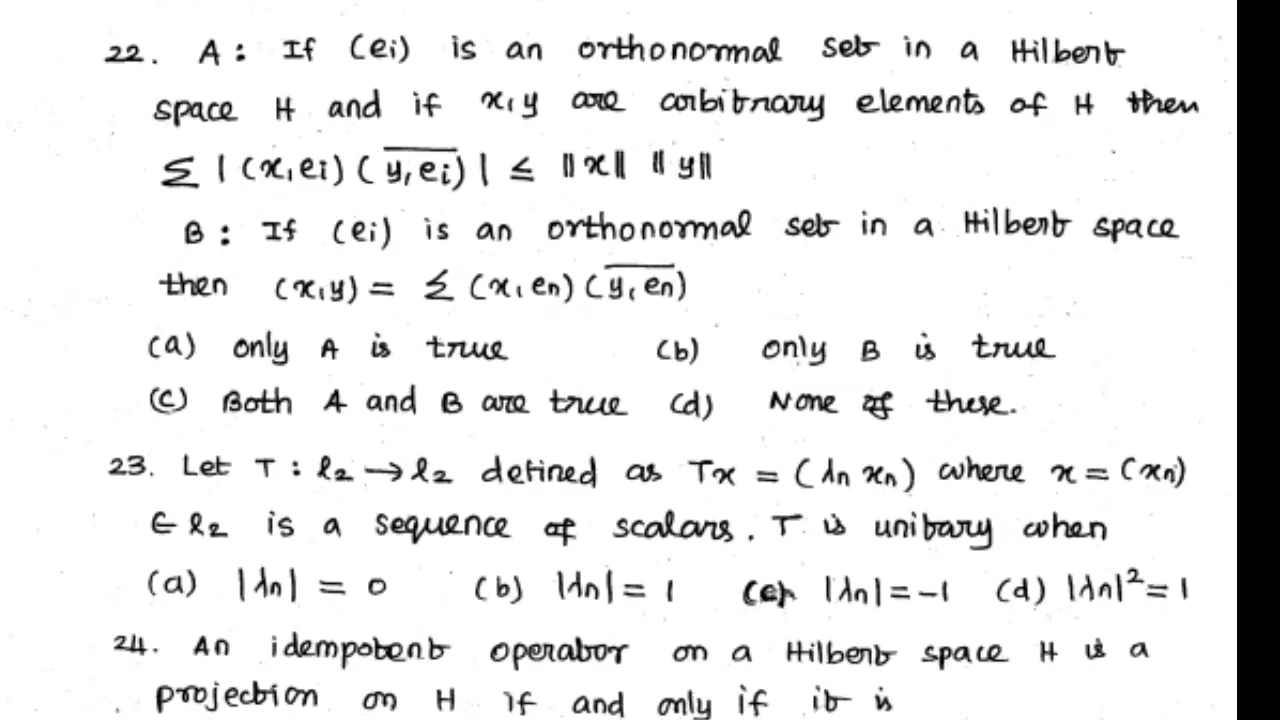 22. A : If (ei) is an orthonormal set in a Hilbert
space H and if x, y are arbitrary elements of H then
∑ | (x, ei) (\overline{y, ei}) | ≤ ||x|| ||y||
B : If (ei) is an orthonormal set in a Hilbert space
then (x, y) = ∑ (x, en) (\overline{y, en})
(a) only A is true (b) only B is true
(c) Both A and B are true (d) None of these.
23. Let T : l₂ → l₂ defined as Tx = (λn xn) where x = (xn)
∈ l₂ is a sequence of scalars. T is unitary when
(a) |λn| = 0 (b) |λn| = 1 (c) |λn| = -1 (d) |λn|² = 1
24. An idempotent operator on a Hilbert space H is a
projection on H if and only if it is